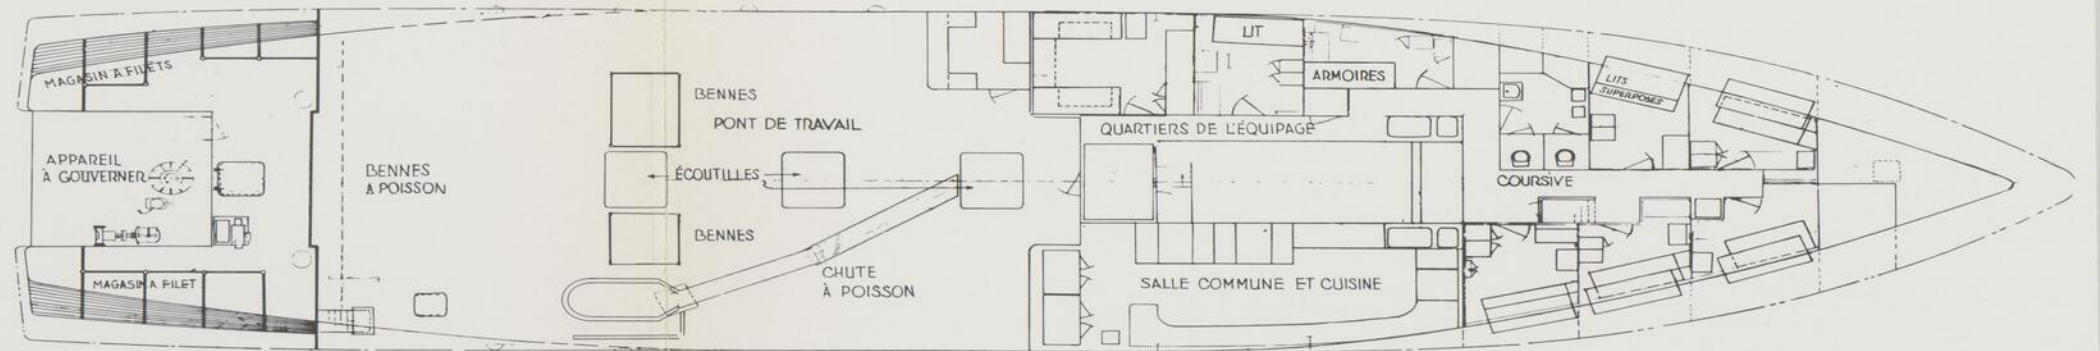 MAGASIN A FILETS
APPAREIL
À GOUVERNER
MAGASIN A FILET
BENNES
A POISSON
BENNES
PONT DE TRAVAIL
ÉCOUTILLES
BENNES
CHUTE
À POISSON
LIT
ARMOIRES
QUARTIERS DE L'ÉQUIPAGE
SALLE COMMUNE ET CUISINE
LITS
SUPERPOSÉS
COURSIVE